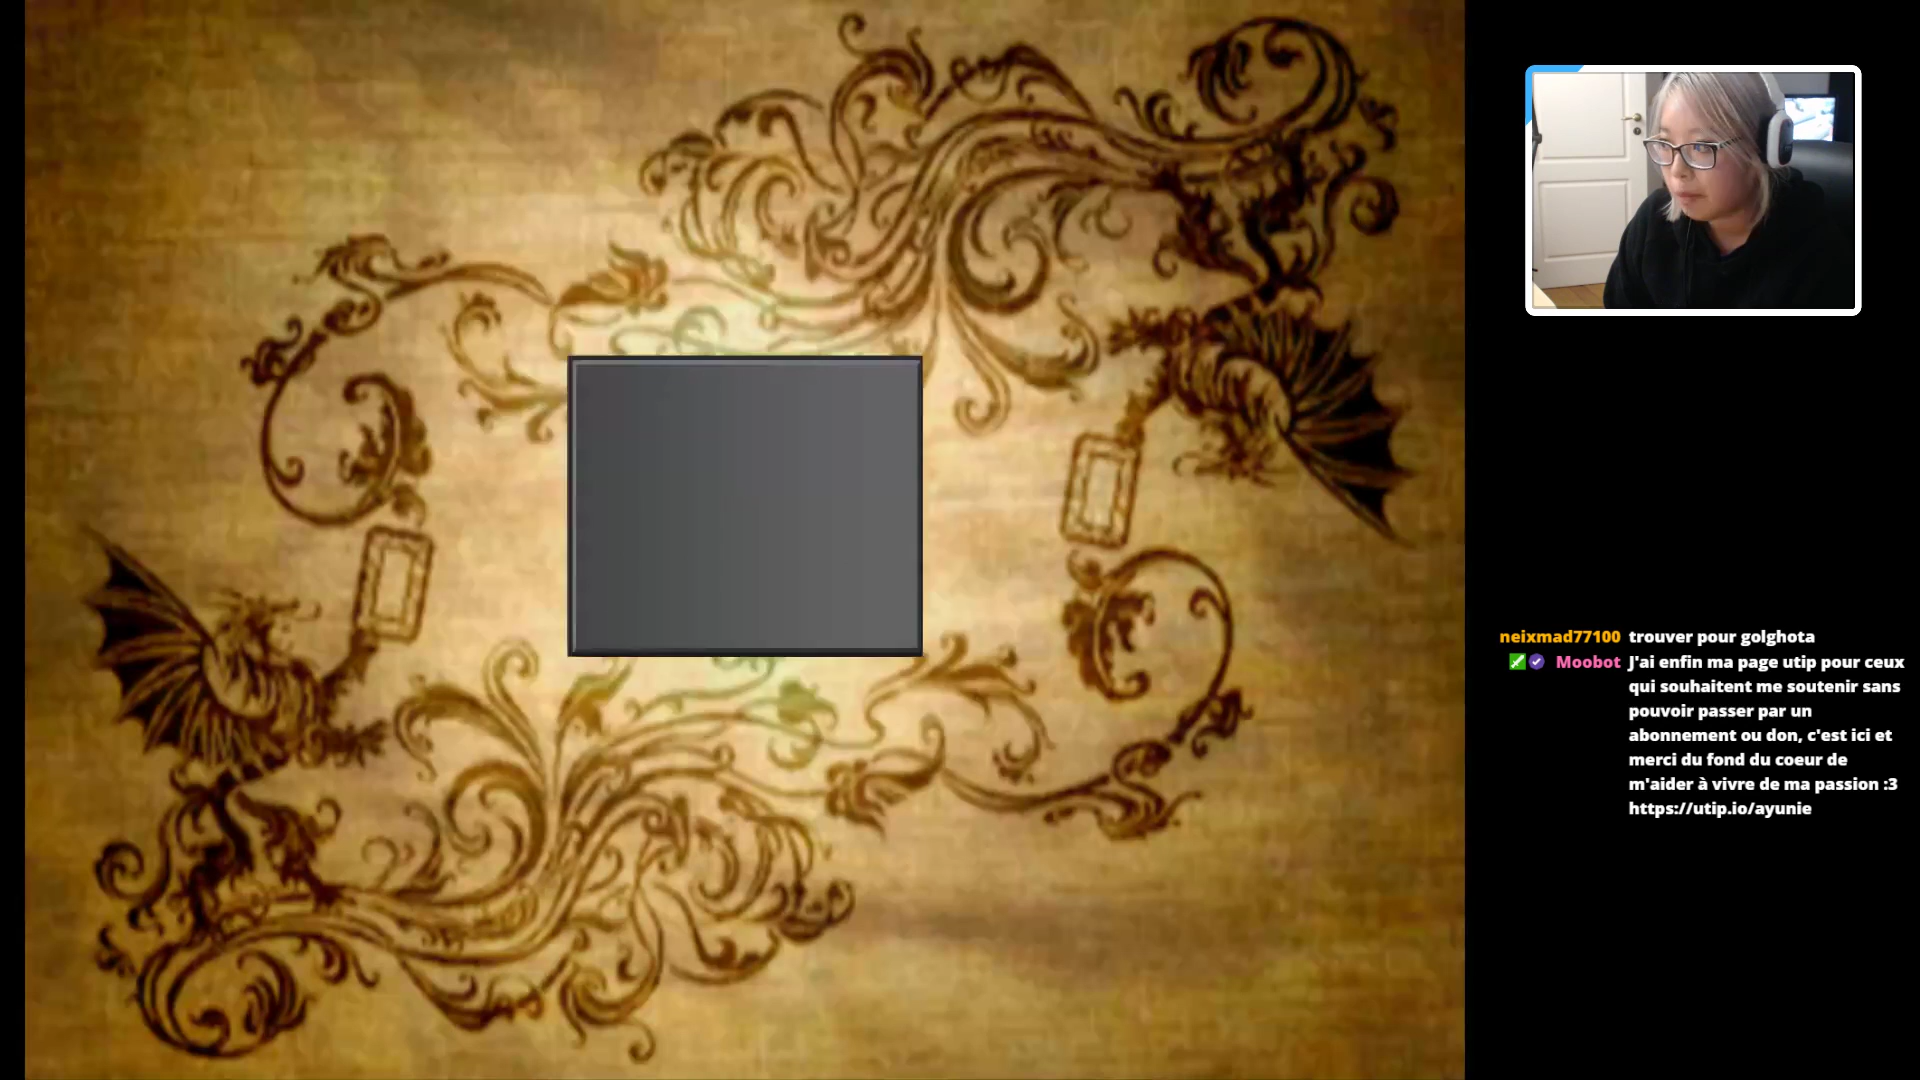 neixmad77100 trouver pour golghota
Moobot J'ai enfin ma page utip pour ceux
qui souhaitent me soutenir sans
pouvoir passer par un
abonnement ou don, c'est ici et
merci du fond du coeur de
m'aider à vivre de ma passion :3
https://utip.io/ayunie